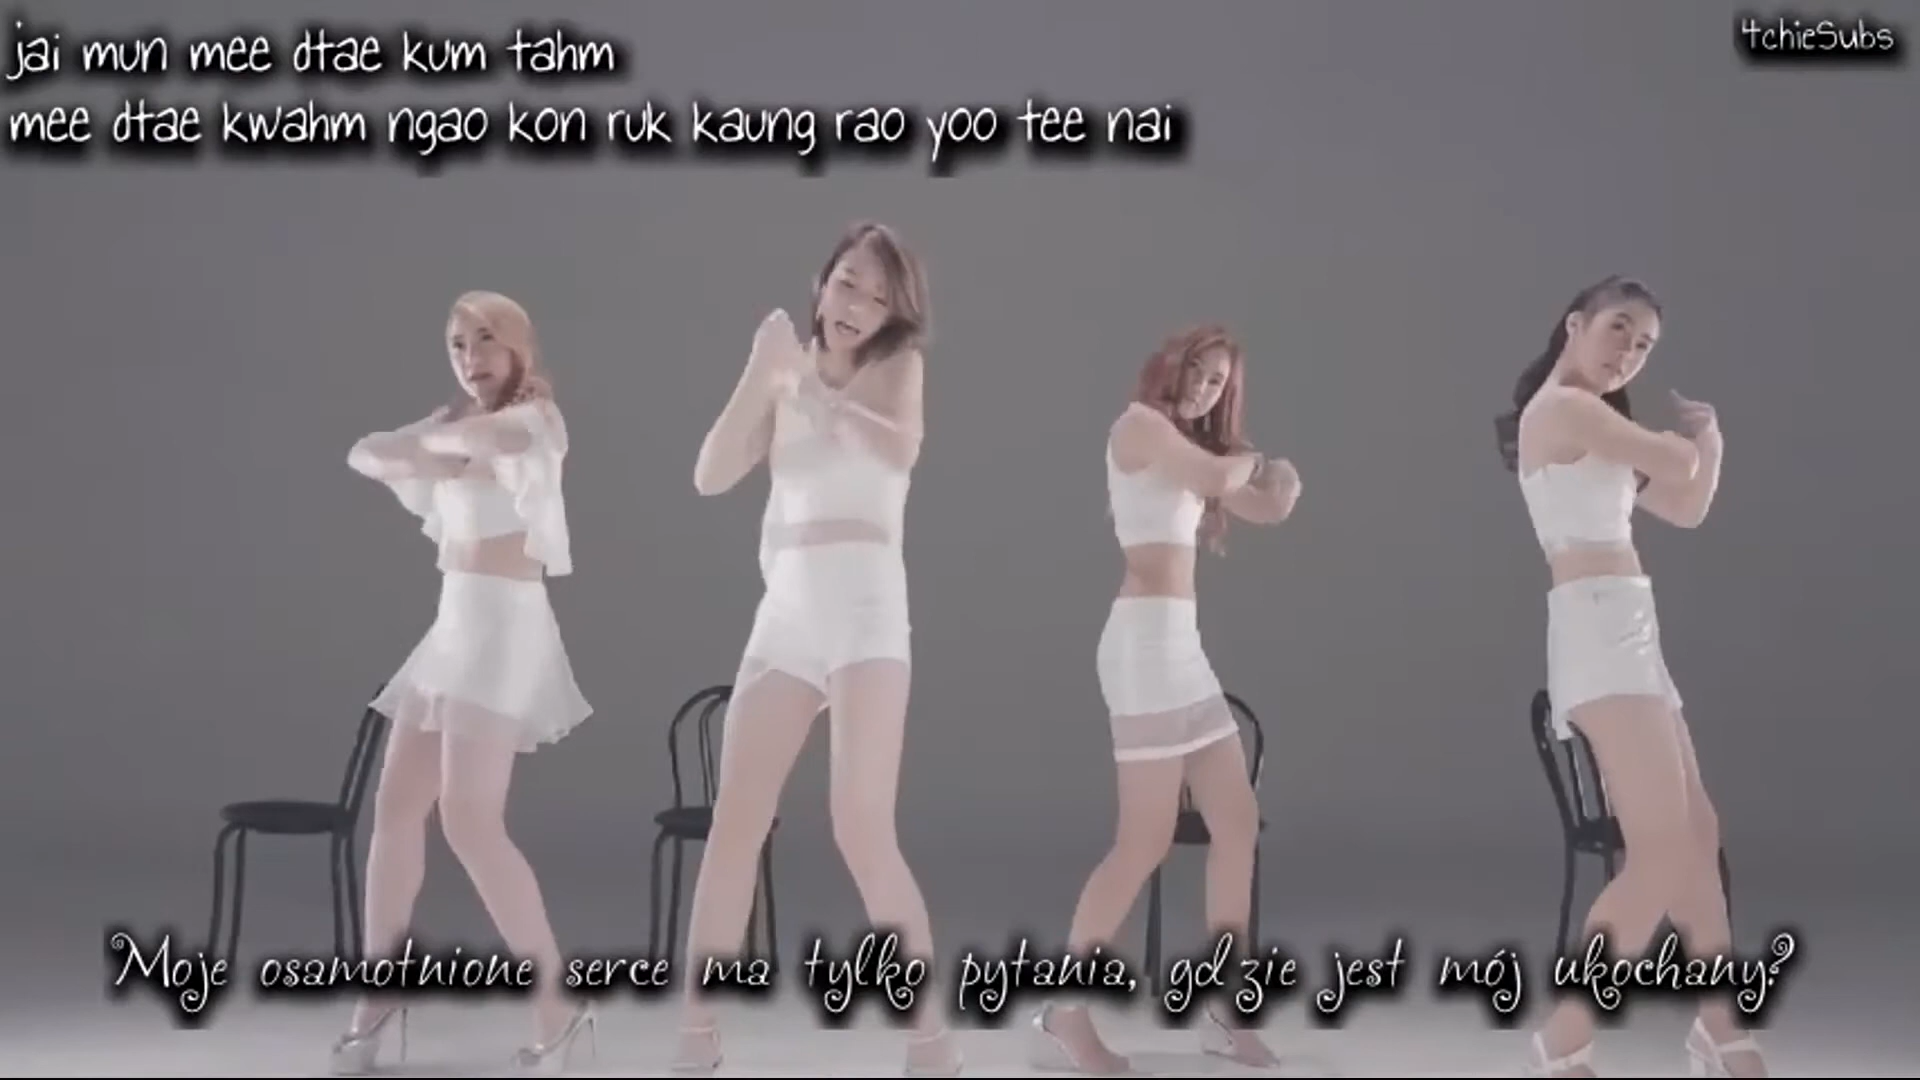 jai mun mee dtae kum tahm
mee dtae kwahm ngao kon ruk kaung rao yoo tee nai
4chieSubs
Moje osamotnione serce ma tylko pytania, gdzie jest mój ukochany?